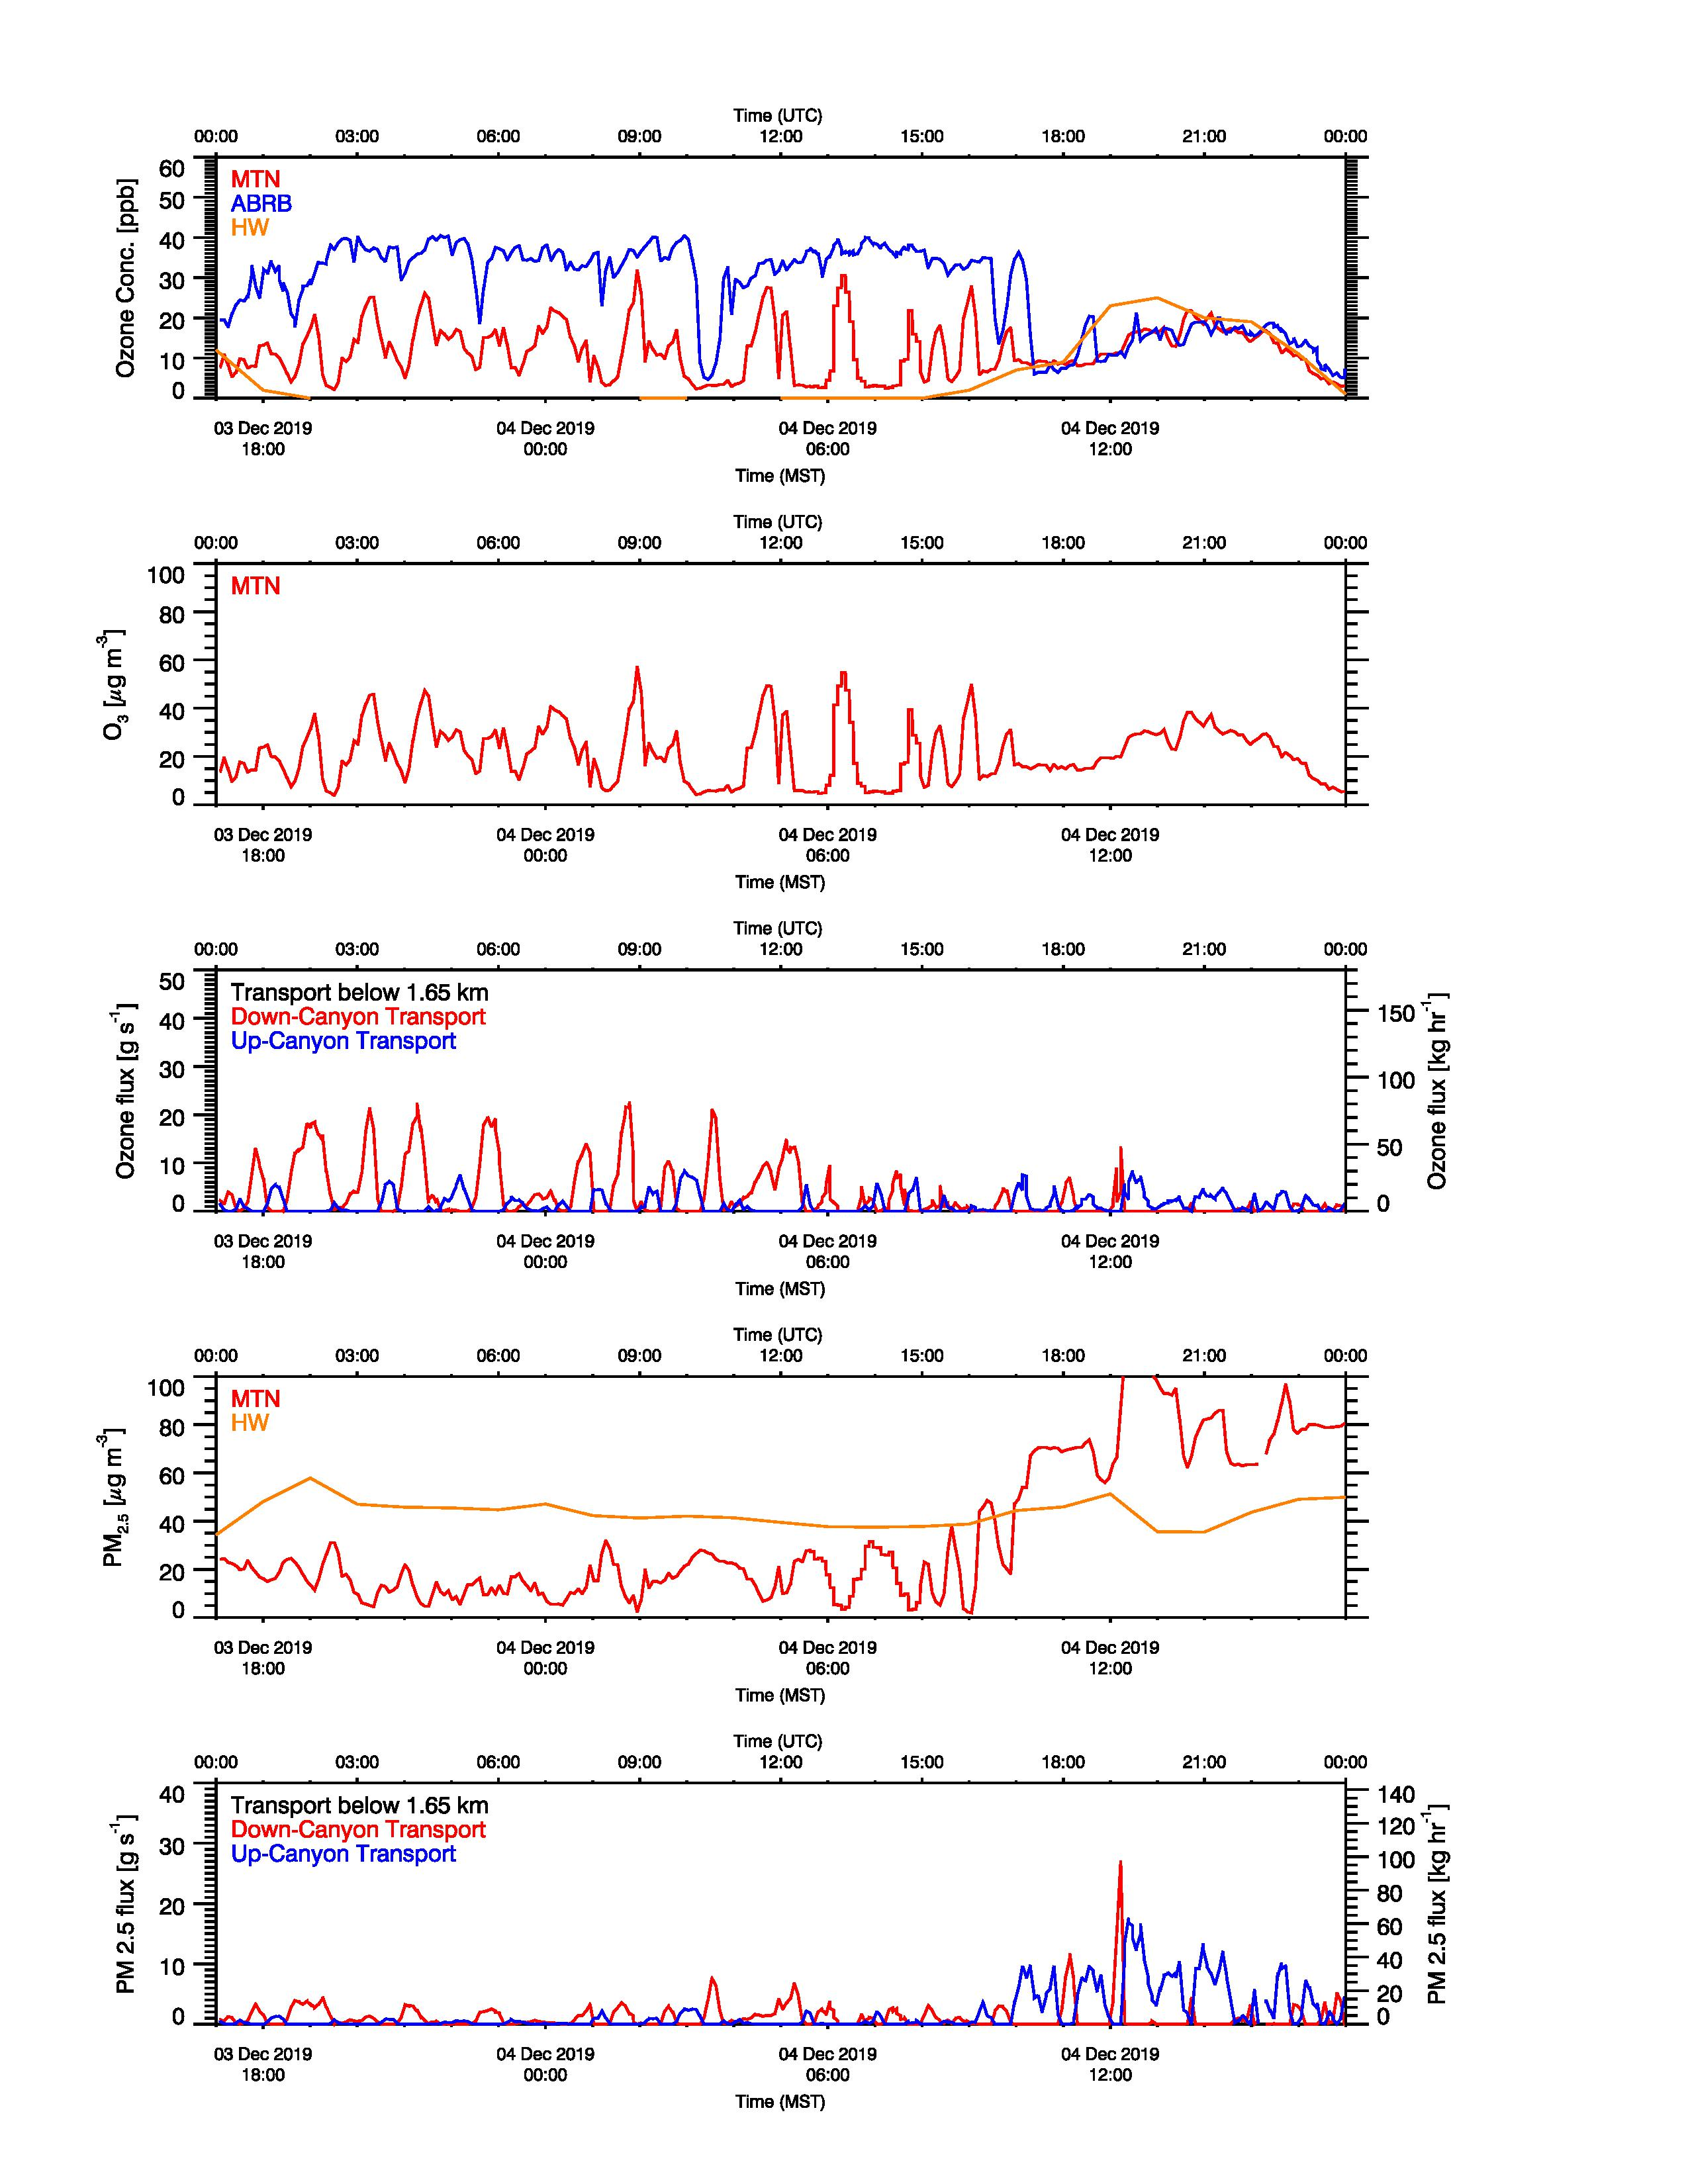 Time (UTC)
00:00 03:00 06:00 09:00 12:00 15:00 18:00 21:00 00:00
60
50
40
30
20
10
0
Ozone Conc. [ppb]
MTN
ABRB
HW
03 Dec 2019 04 Dec 2019 04 Dec 2019 04 Dec 2019
18:00 00:00 06:00 12:00
Time (MST)
Time (UTC)
00:00 03:00 06:00 09:00 12:00 15:00 18:00 21:00 00:00
100
80
60
40
20
0
O3 [µg m-3]
MTN
03 Dec 2019 04 Dec 2019 04 Dec 2019 04 Dec 2019
18:00 00:00 06:00 12:00
Time (MST)
Time (UTC)
00:00 03:00 06:00 09:00 12:00 15:00 18:00 21:00 00:00
50
40
30
20
10
0
Ozone flux [g s-1]
Transport below 1.65 km
Down-Canyon Transport
Up-Canyon Transport
150
100
50
0
Ozone flux [kg hr-1]
03 Dec 2019 04 Dec 2019 04 Dec 2019 04 Dec 2019
18:00 00:00 06:00 12:00
Time (MST)
Time (UTC)
00:00 03:00 06:00 09:00 12:00 15:00 18:00 21:00 00:00
100
80
60
40
20
0
PM2.5 [µg m-3]
MTN
HW
03 Dec 2019 04 Dec 2019 04 Dec 2019 04 Dec 2019
18:00 00:00 06:00 12:00
Time (MST)
Time (UTC)
00:00 03:00 06:00 09:00 12:00 15:00 18:00 21:00 00:00
40
30
20
10
0
PM 2.5 flux [g s-1]
Transport below 1.65 km
Down-Canyon Transport
Up-Canyon Transport
140
120
100
80
60
40
20
0
PM 2.5 flux [kg hr-1]
03 Dec 2019 04 Dec 2019 04 Dec 2019 04 Dec 2019
18:00 00:00 06:00 12:00
Time (MST)